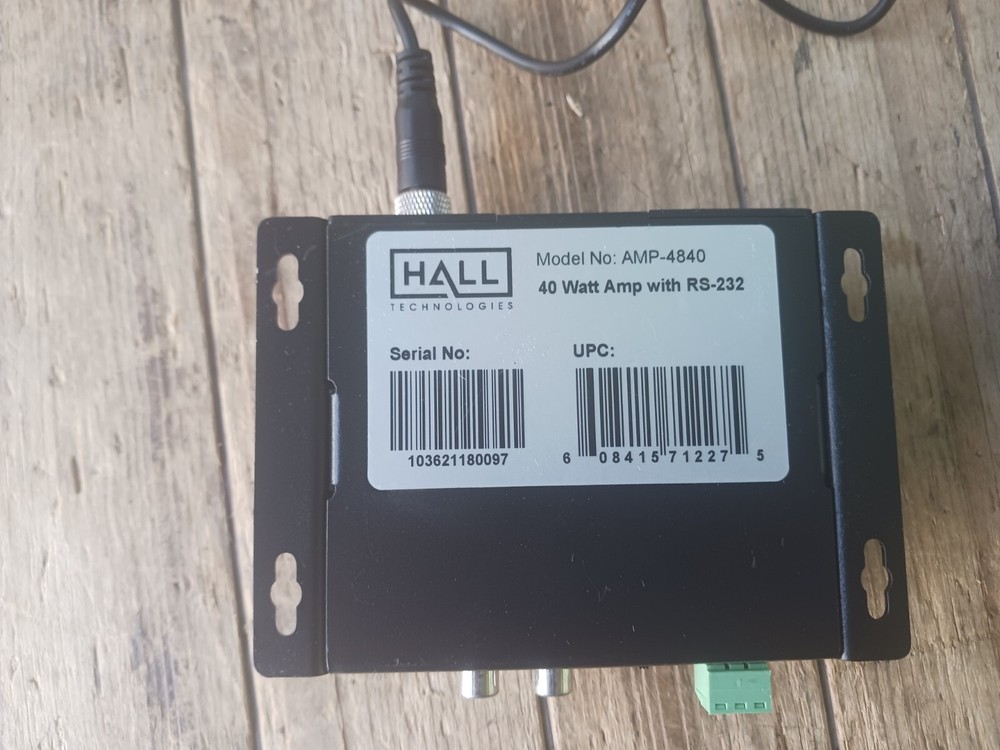 HALL
TECHNOLOGIES
Model No: AMP-4840
40 Watt Amp with RS-232
Serial No:
103621180097
UPC:
6 08415 71227 5